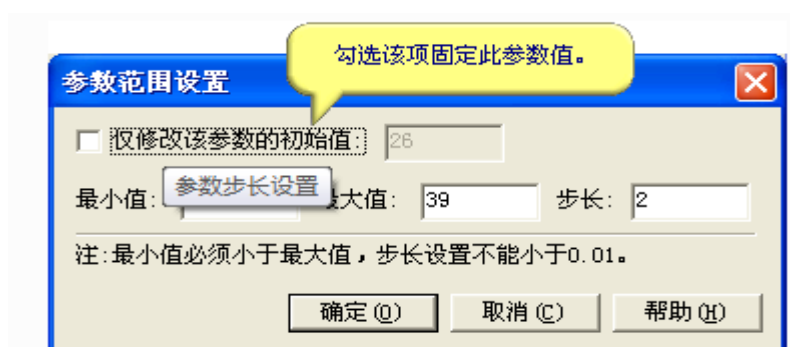 勾选该项固定此参数值。
参数范围设置
仅修改该参数的初始值: 26
最小值: 参数步长设置 最大值: 39 步长: 2
注:最小值必须小于最大值，步长设置不能小于0.01。
确定(O) 取消(C) 帮助(H)